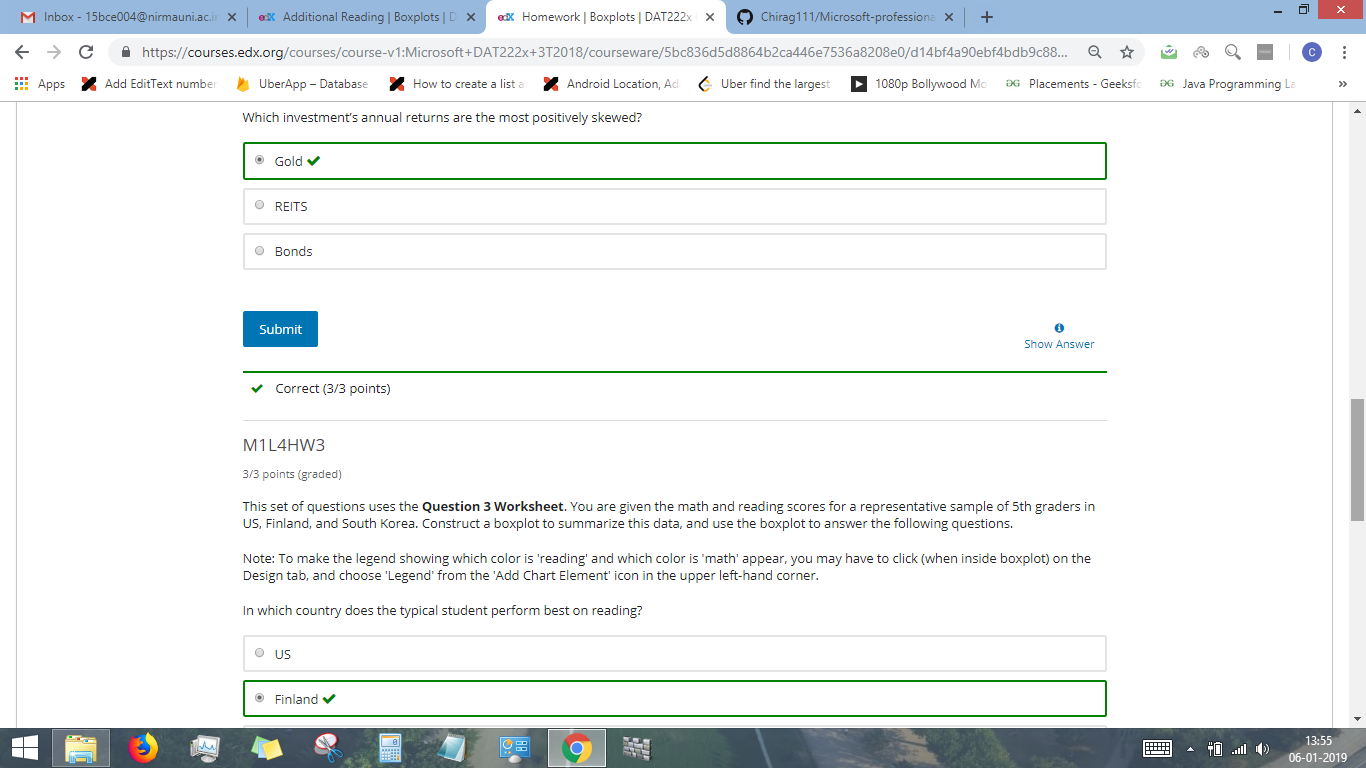 Inbox - 15bce004@nirmauni.ac.i
edX Additional Reading | Boxplots | D
edX Homework | Boxplots | DAT222x
Chirag111/Microsoft-professiona
https://courses.edx.org/courses/course-v1:Microsoft+DAT222x+3T2018/courseware/5bc836d5d8864b2ca446e7536a8208e0/d14bf4a90ebf4bdb9c88...
C
Apps
Add EditText number
UberApp – Database
How to create a list a
Android Location, Ad
Uber find the largest
1080p Bollywood Mo
Placements - Geeksfo
Java Programming La
»
Which investment's annual returns are the most positively skewed?
Gold
REITS
Bonds
Submit
Show Answer
Correct (3/3 points)
M1L4HW3
3/3 points (graded)
This set of questions uses the Question 3 Worksheet. You are given the math and reading scores for a representative sample of 5th graders in
US, Finland, and South Korea. Construct a boxplot to summarize this data, and use the boxplot to answer the following questions.
Note: To make the legend showing which color is 'reading' and which color is 'math' appear, you may have to click (when inside boxplot) on the
Design tab, and choose 'Legend' from the 'Add Chart Element' icon in the upper left-hand corner.
In which country does the typical student perform best on reading?
US
Finland
13:55
06-01-2019